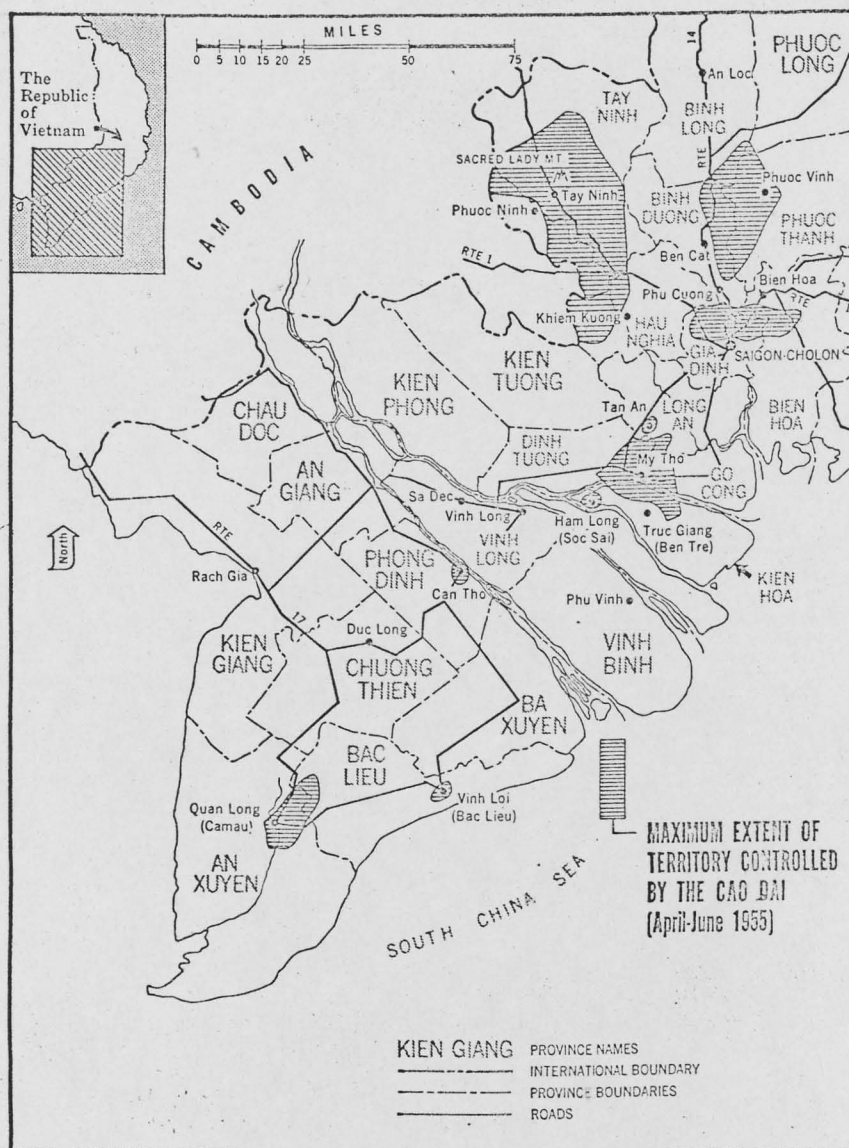 MILES
0 5 10 15 20 25 50 75
The
Republic
of
Vietnam
CAMBODIA
PHUOC
LONG
14
An Loc
TAY
NINH
BINH
LONG
RTE
SACRED LADY MT.
Tay Ninh
Phuoc Ninh
BINH
DUONG
Phuoc Vinh
PHUOC
THANH
Ben Cat
RTE 1
Phu Cuong
Bien Hoa
RTE
Khiem Kuong
HAU
NGHIA
GIA
DINH
SAIGON-CHOLON
KIEN
TUONG
KIEN
PHONG
CHAU
DOC
Tan An
LONG
AN
BIEN
HOA
DINH
TUONG
My Tho
GO
CONG
AN
GIANG
Sa Dec
Vinh Long
VINH
LONG
Ham Long
(Soc Sai)
Truc Giang
(Ben Tre)
North
RTE
Rach Gia
PHONG
DINH
Can Tho
KIEN
HOA
Phu Vinh
17
Duc Long
KIEN
GIANG
CHUONG
THIEN
VINH
BINH
BA
XUYEN
BAC
LIEU
Quan Long
(Camau)
Vinh Loi
(Bac Lieu)
AN
XUYEN
SOUTH CHINA SEA
MAXIMUM EXTENT OF
TERRITORY CONTROLLED
BY THE CAO DAI
(April-June 1955)
KIEN GIANG PROVINCE NAMES
INTERNATIONAL BOUNDARY
PROVINCE BOUNDARIES
ROADS